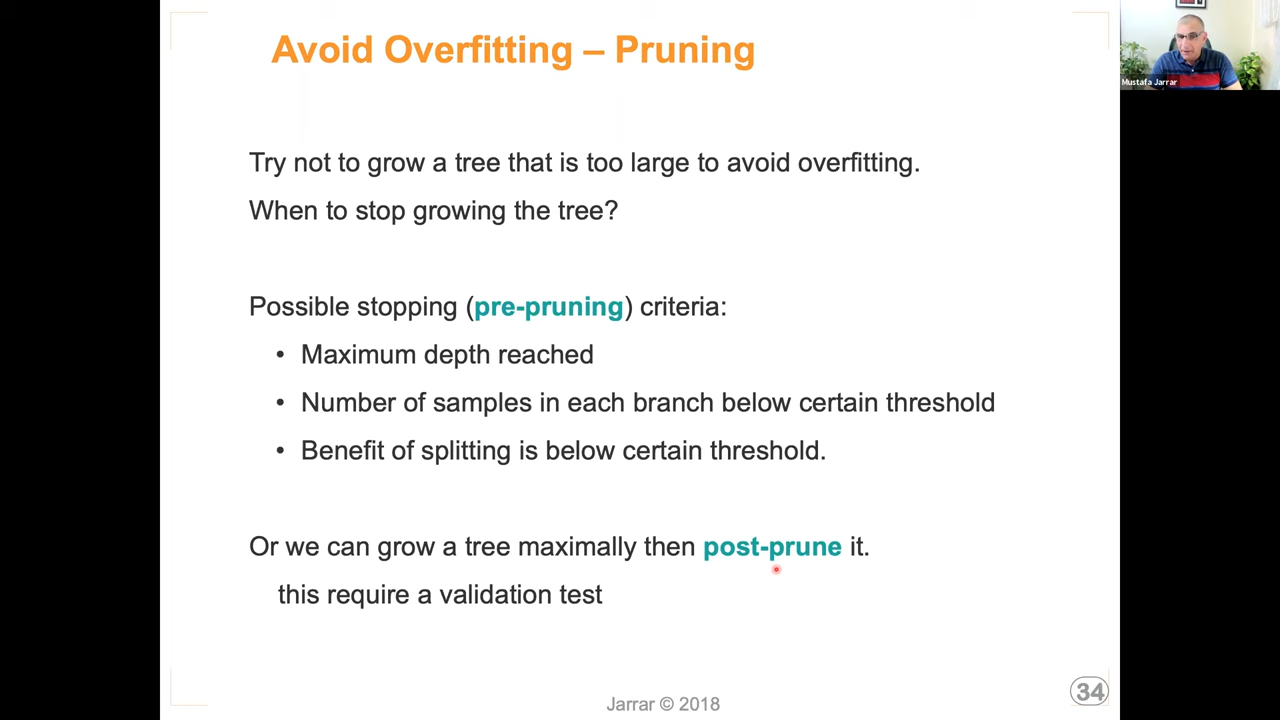 Avoid Overfitting – Pruning
Mustafa Jarrar
Try not to grow a tree that is too large to avoid overfitting.
When to stop growing the tree?
Possible stopping (pre-pruning) criteria:
• Maximum depth reached
• Number of samples in each branch below certain threshold
• Benefit of splitting is below certain threshold.
Or we can grow a tree maximally then post-prune it.
this require a validation test
Jarrar © 2018
34